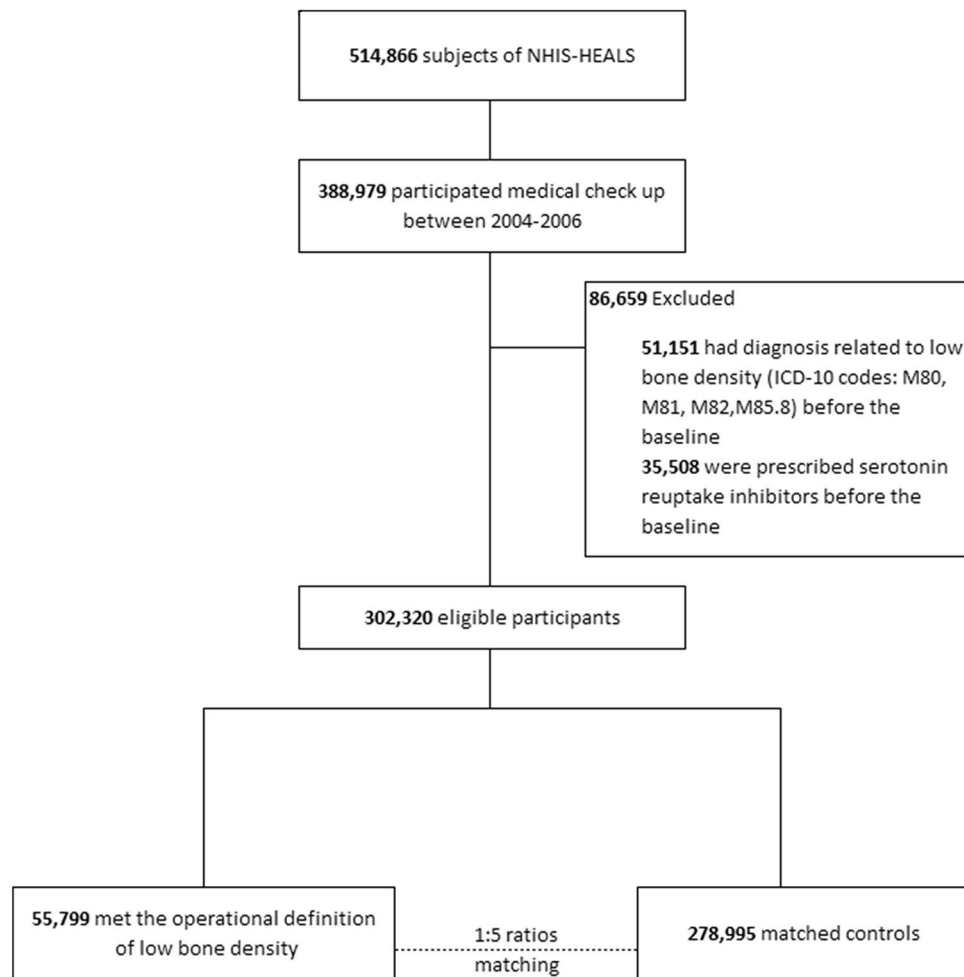 514,866 subjects of NHIS-HEALS
388,979 participated medical check up
between 2004-2006
86,659 Excluded
51,151 had diagnosis related to low
bone density (ICD-10 codes: M80,
M81, M82,M85.8) before the
baseline
35,508 were prescribed serotonin
reuptake inhibitors before the
baseline
302,320 eligible participants
55,799 met the operational definition
of low bone density
1:5 ratios
matching
278,995 matched controls